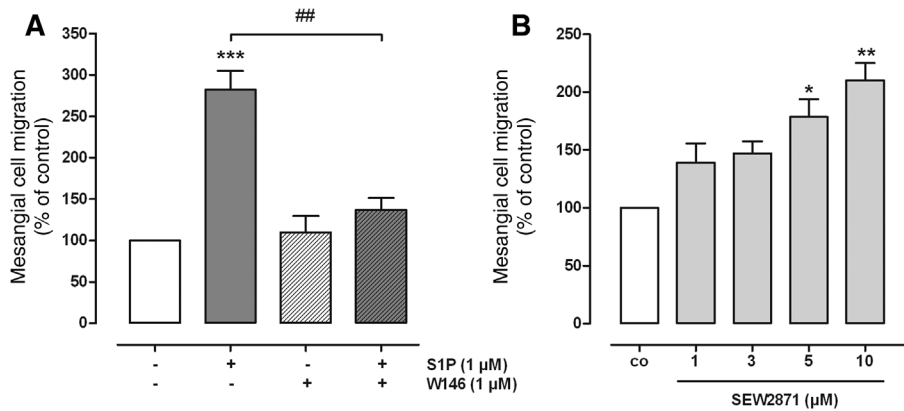 A
Mesangial cell migration
(% of control)
350
300
250
200
150
100
50
0
***
##
- + - + S1P (1 µM)
- - + + W146 (1 µM)
B
Mesangial cell migration
(% of control)
250
200
150
100
50
0
*
**
co 1 3 5 10
SEW2871 (µM)